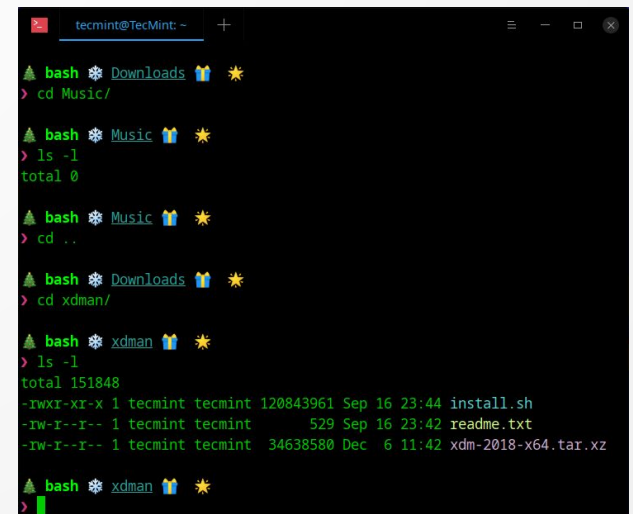 tecmint@TecMint: ~
bash Downloads
❯ cd Music/
bash Music
❯ ls -l
total 0
bash Music
❯ cd ..
bash Downloads
❯ cd xdman/
bash xdman
❯ ls -l
total 151848
-rwxr-xr-x 1 tecmint tecmint 120843961 Sep 16 23:44 install.sh
-rw-r--r-- 1 tecmint tecmint       529 Sep 16 23:42 readme.txt
-rw-r--r-- 1 tecmint tecmint  34638580 Dec  6 11:42 xdm-2018-x64.tar.xz
bash xdman
❯